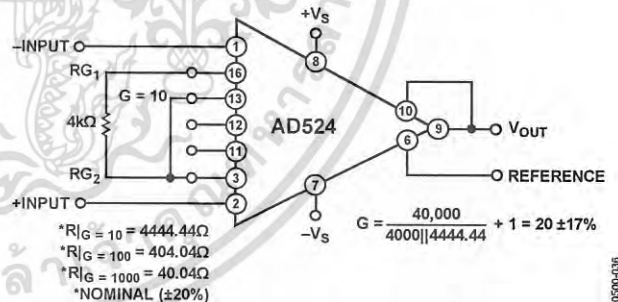 +VS
–INPUT
1
8
RG1
16
G = 10
13
10
4kΩ
12
AD524
9
VOUT
11
6
RG2
3
REFERENCE
7
+INPUT
2
–VS
G = 40,000 / 4000||4444.44 + 1 = 20 ±17%
*R|G = 10 = 4444.44Ω
*R|G = 100 = 404.04Ω
*R|G = 1000 = 40.04Ω
*NOMINAL (±20%)
00500-036